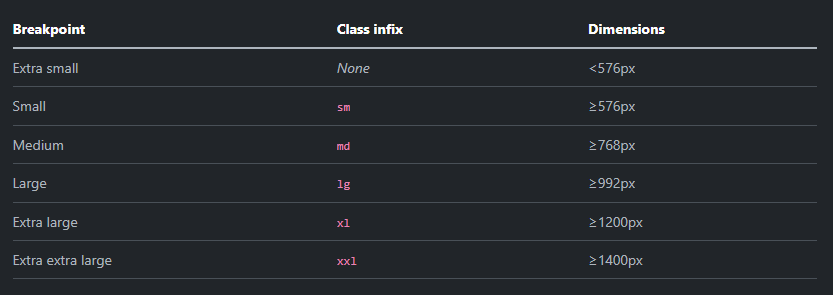 Breakpoint Class infix Dimensions
Extra small None <576px
Small sm ≥576px
Medium md ≥768px
Large lg ≥992px
Extra large xl ≥1200px
Extra extra large xxl ≥1400px